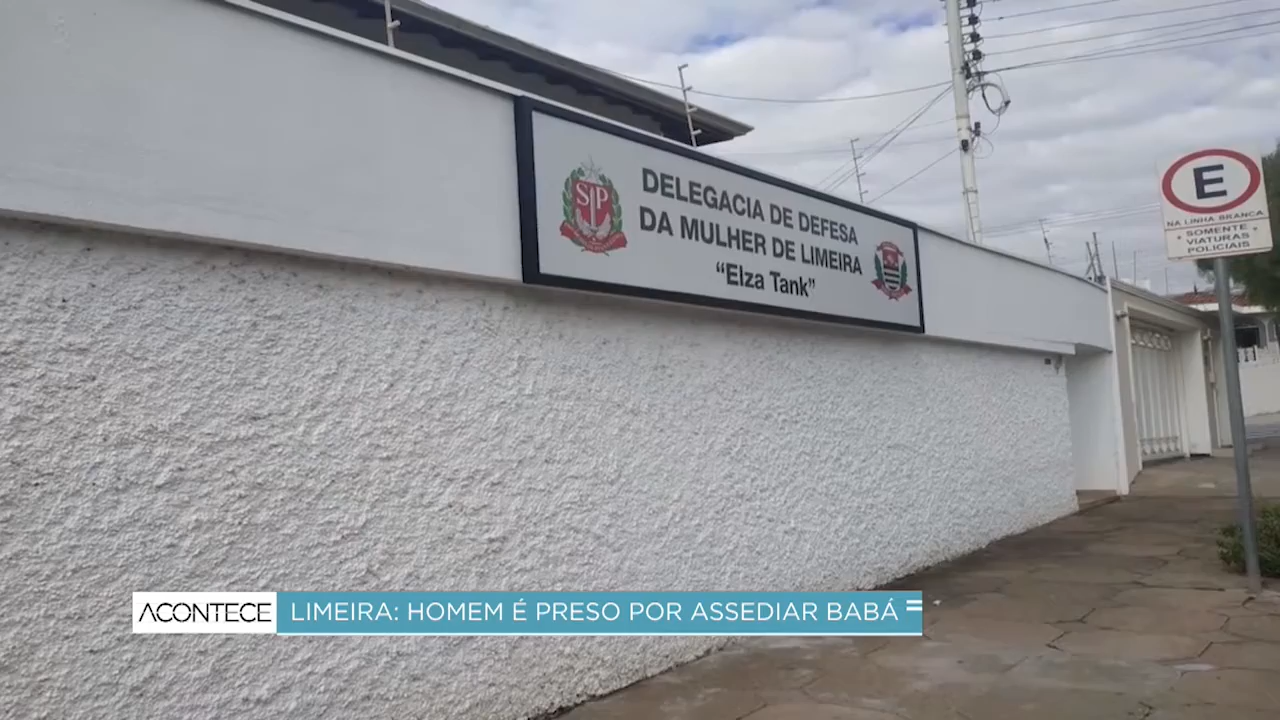 DELEGACIA DE DEFESA
DA MULHER DE LIMEIRA
“Elza Tank”
SP
E
NA LINHA BRANCA
* SOMENTE *
VIATURAS
POLICIAIS
ACONTECE
LIMEIRA: HOMEM É PRESO POR ASSEDIAR BABÁ